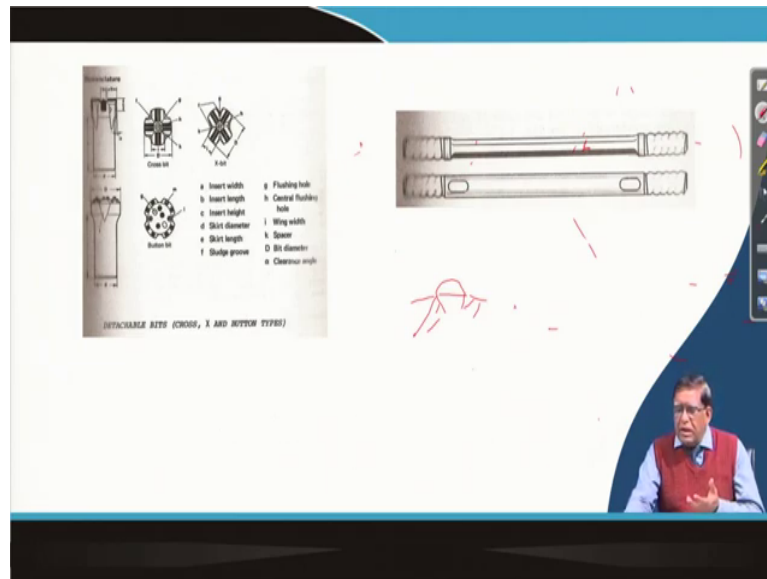 Nomenclature
Cross bit
X-bit
Button bit
a Insert width
b Insert length
c Insert height
d Skirt diameter
e Skirt length
f Sludge groove
g Flushing hole
h Central flushing
hole
i Wing width
k Spacer
D Bit diameter
α Clearance angle
DETACHABLE BITS (CROSS, X AND BUTTON TYPES)